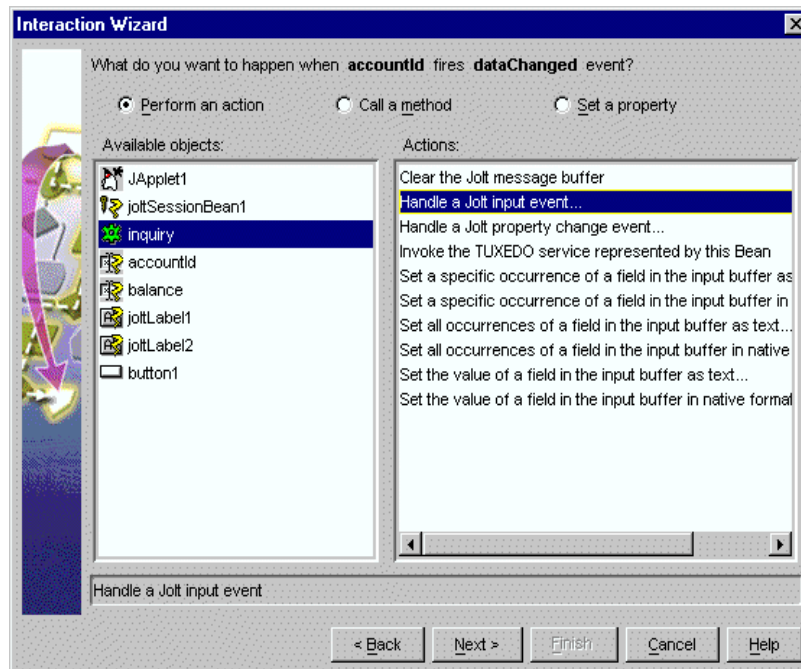 Interaction Wizard
What do you want to happen when accountId fires dataChanged event?
Perform an action Call a method Set a property
Available objects: Actions:
JApplet1
joltSessionBean1
inquiry
accountId
balance
joltLabel1
joltLabel2
button1
Clear the Jolt message buffer
Handle a Jolt input event...
Handle a Jolt property change event...
Invoke the TUXEDO service represented by this Bean
Set a specific occurrence of a field in the input buffer as
Set a specific occurrence of a field in the input buffer in
Set all occurrences of a field in the input buffer as text...
Set all occurrences of a field in the input buffer in native
Set the value of a field in the input buffer as text...
Set the value of a field in the input buffer in native format
Handle a Jolt input event
< Back Next > Finish Cancel Help